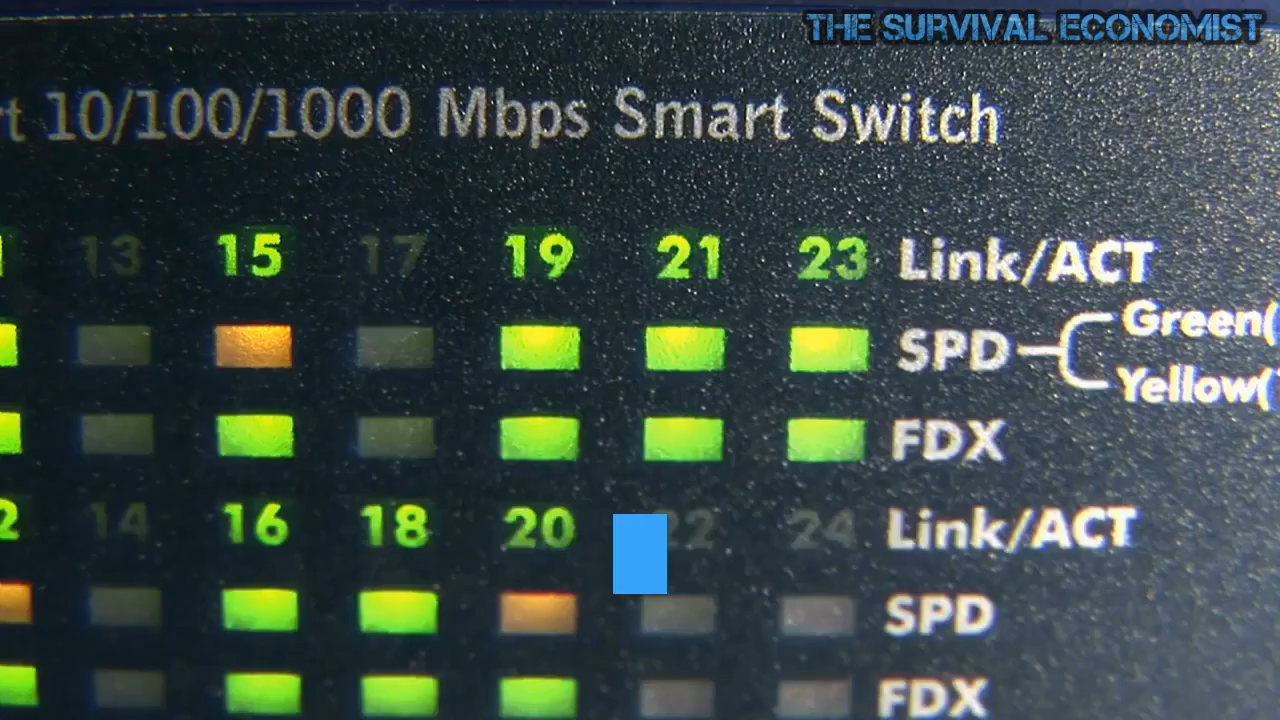 THE SURVIVAL ECONOMIST
10/100/1000 Mbps Smart Switch
13 15 17 19 21 23 Link/ACT
Green(
SPD
Yellow(
FDX
14 16 18 20 22 24 Link/ACT
SPD
FDX